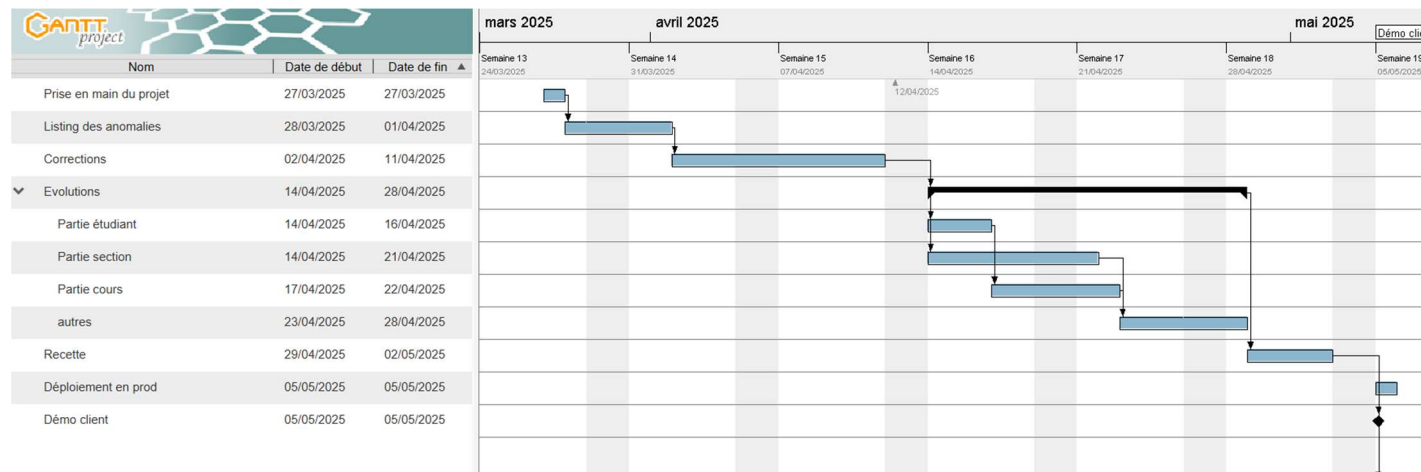 GANTT
project
mars 2025 avril 2025 mai 2025
Démo clie
Nom Date de début Date de fin
Semaine 13 Semaine 14 Semaine 15 Semaine 16 Semaine 17 Semaine 18 Semaine 19
24/03/2025 31/03/2025 07/04/2025 14/04/2025 21/04/2025 28/04/2025 05/05/2025
12/04/2025
Prise en main du projet 27/03/2025 27/03/2025
Listing des anomalies 28/03/2025 01/04/2025
Corrections 02/04/2025 11/04/2025
Evolutions 14/04/2025 28/04/2025
Partie étudiant 14/04/2025 16/04/2025
Partie section 14/04/2025 21/04/2025
Partie cours 17/04/2025 22/04/2025
autres 23/04/2025 28/04/2025
Recette 29/04/2025 02/05/2025
Déploiement en prod 05/05/2025 05/05/2025
Démo client 05/05/2025 05/05/2025